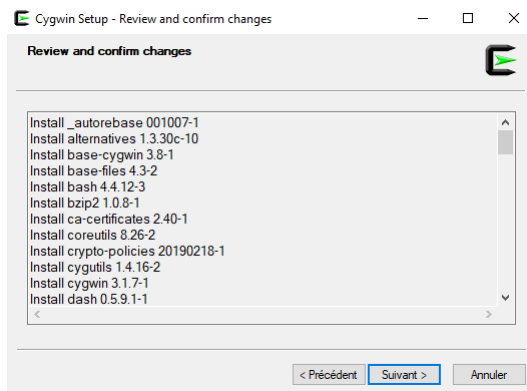 Cygwin Setup - Review and confirm changes
Review and confirm changes
Install _autorebase 001007-1
Install alternatives 1.3.30c-10
Install base-cygwin 3.8-1
Install base-files 4.3-2
Install bash 4.4.12-3
Install bzip2 1.0.8-1
Install ca-certificates 2.40-1
Install coreutils 8.26-2
Install crypto-policies 20190218-1
Install cygutils 1.4.16-2
Install cygwin 3.1.7-1
Install dash 0.5.9.1-1
< Précédent Suivant > Annuler